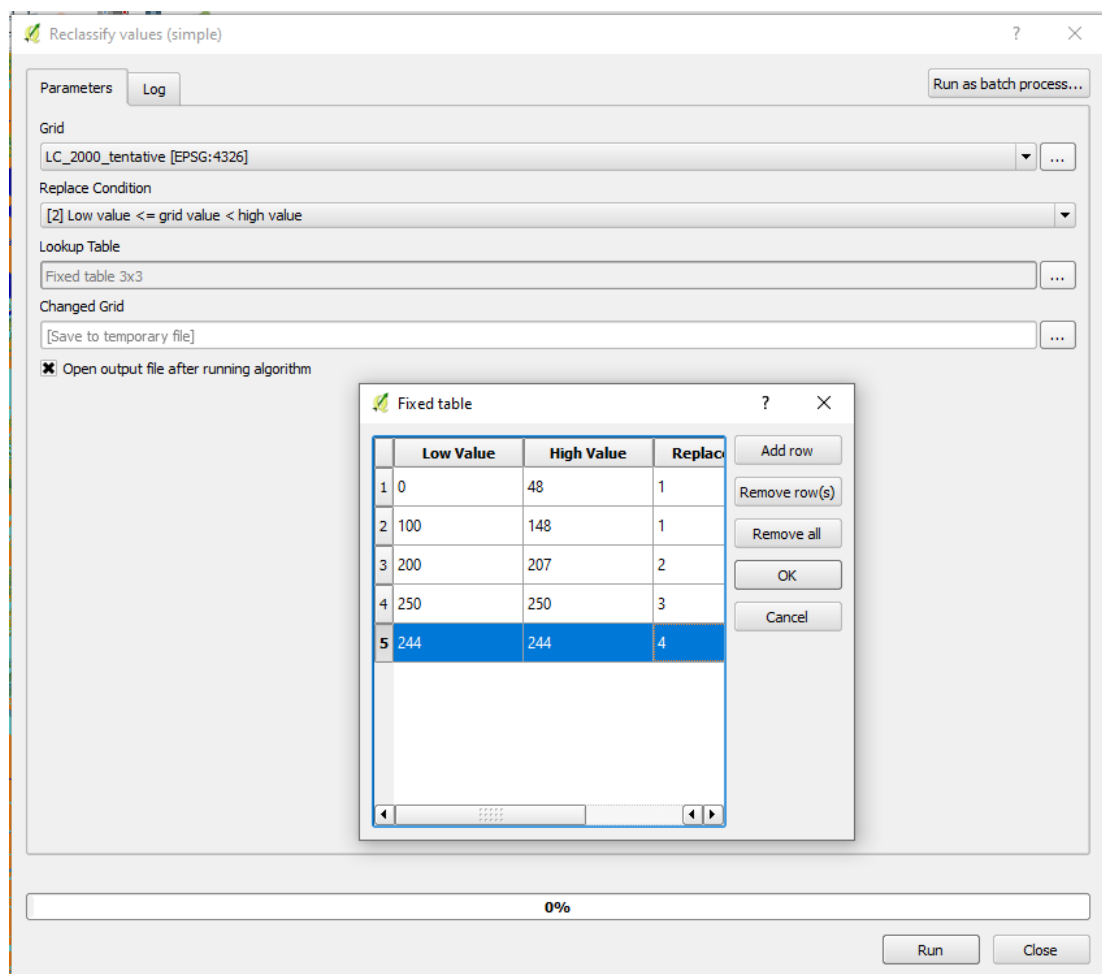 Reclassify values (simple) ? ×
Parameters Log Run as batch process...
Grid
LC_2000_tentative [EPSG:4326] ...
Replace Condition
[2] Low value <= grid value < high value
Lookup Table
Fixed table 3x3 ...
Changed Grid
[Save to temporary file] ...
Open output file after running algorithm
Fixed table ? ×
Low Value High Value Replac
1 0 48 1
2 100 148 1
3 200 207 2
4 250 250 3
5 244 244 4
Add row
Remove row(s)
Remove all
OK
Cancel
0%
Run Close